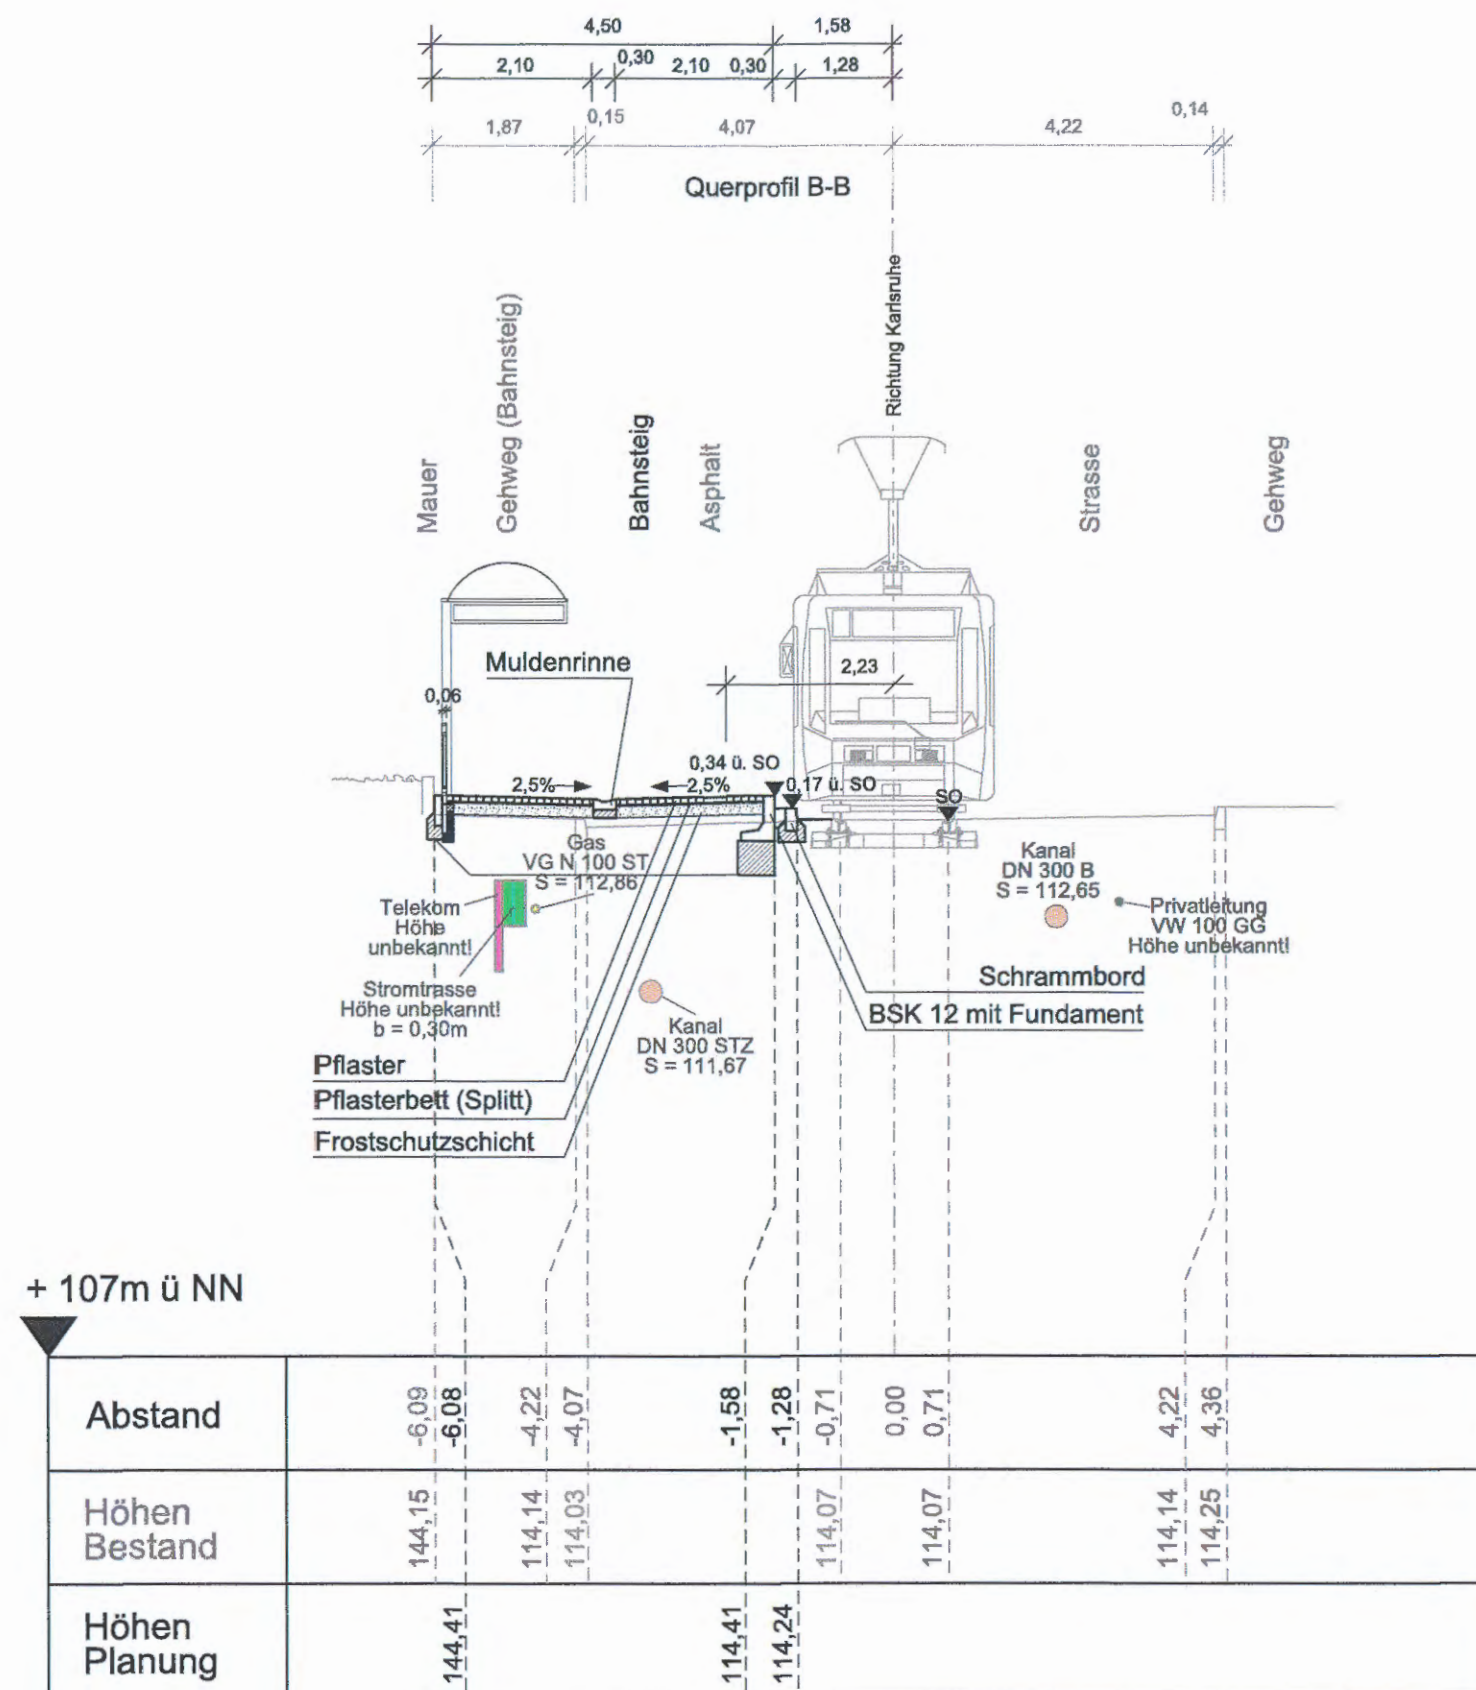 4,50
1,58
2,10
0,30
2,10
0,30
1,28
1,87
0,15
4,07
4,22
0,14
Querprofil B-B
Mauer
Gehweg (Bahnsteig)
Bahnsteig
Asphalt
Richtung Karlsruhe
Strasse
Gehweg
Muldenrinne
2,23
0,06
0,34 ü. SO
2,5%
2,5%
0,17 ü. SO
SO
Gas
VG N 100 ST
S = 112,86
Kanal
DN 300 B
S = 112,65
Telekom
Höhe
unbekannt!
Privatleitung
VW 100 GG
Höhe unbekannt!
Stromtrasse
Höhe unbekannt!
b = 0,30m
Schrammbord
BSK 12 mit Fundament
Kanal
DN 300 STZ
S = 111,67
Pflaster
Pflasterbett (Splitt)
Frostschutzschicht
+ 107m ü NN
Abstand
-6,09
-6,08
-4,22
-4,07
-1,58
-1,28
-0,71
0,00
0,71
4,22
4,36
Höhen
Bestand
144,15
114,14
114,03
114,07
114,07
114,14
114,25
Höhen
Planung
144,41
114,41
114,24